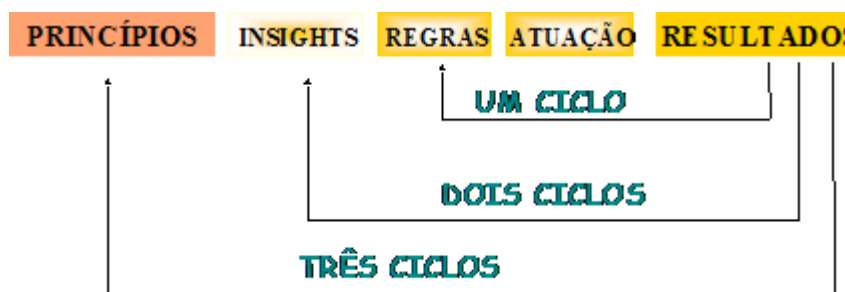 PRINCÍPIOS INSIGHTS REGRAS ATUAÇÃO RESULTADOS
UM CICLO
DOIS CICLOS
TRÊS CICLOS